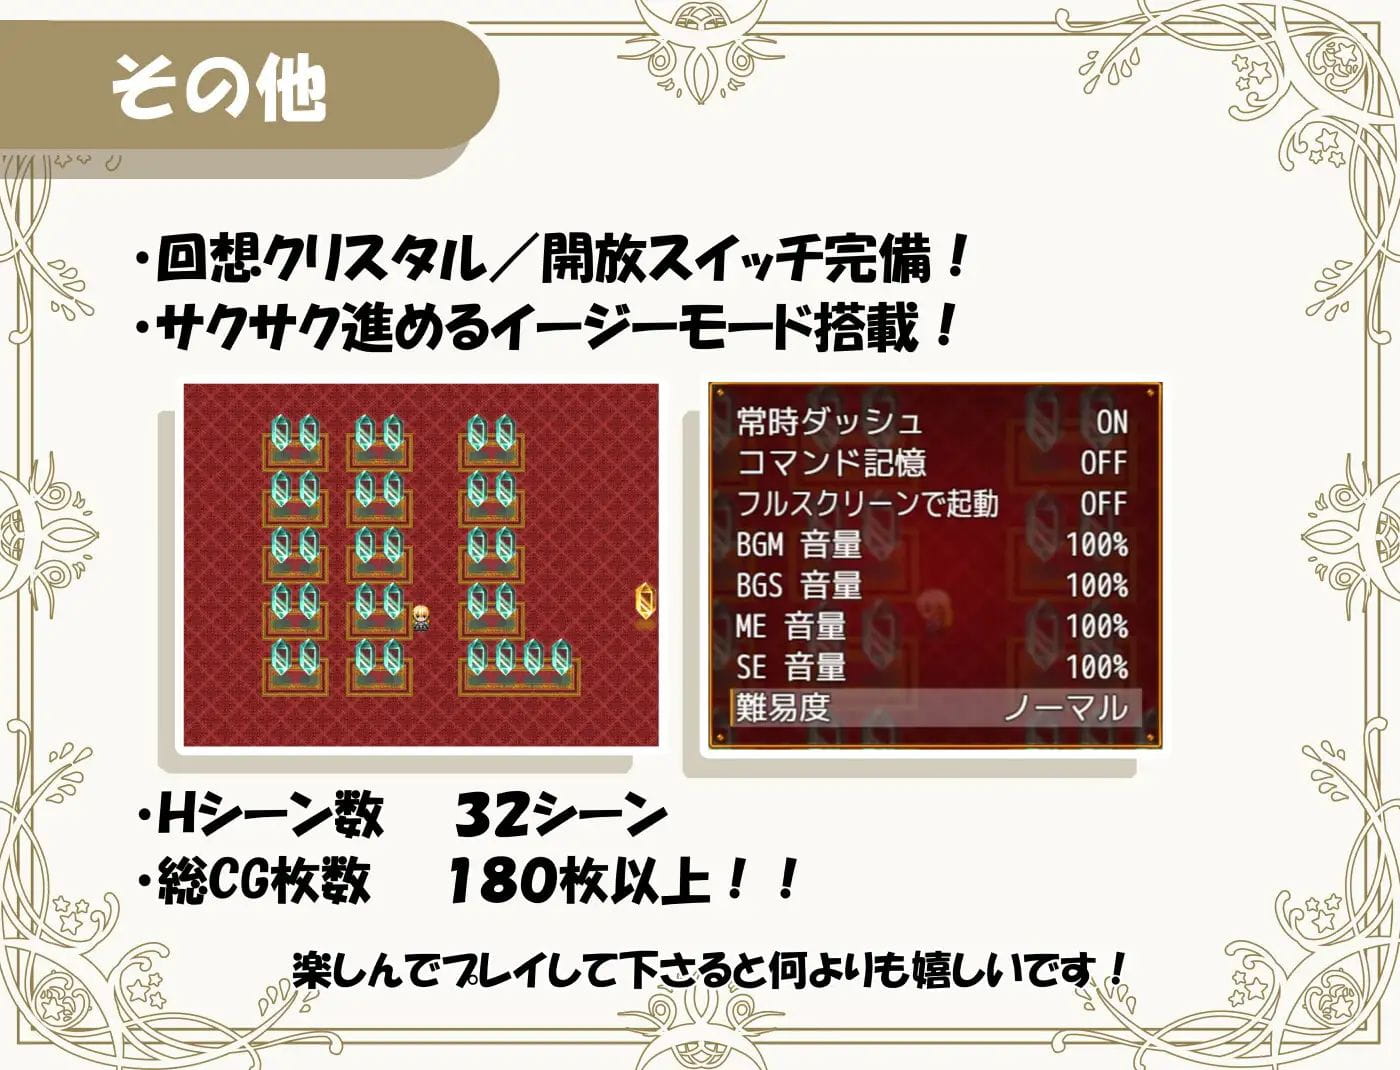 その他
・回想クリスタル／開放スイッチ完備！
・サクサク進めるイージーモード搭載！
常時ダッシュ ON
コマンド記憶 OFF
フルスクリーンで起動 OFF
BGM 音量 100%
BGS 音量 100%
ME 音量 100%
SE 音量 100%
難易度 ノーマル
・Hシーン数 32シーン
・総CG枚数 180枚以上！！
楽しんでプレイして下さると何よりも嬉しいです！